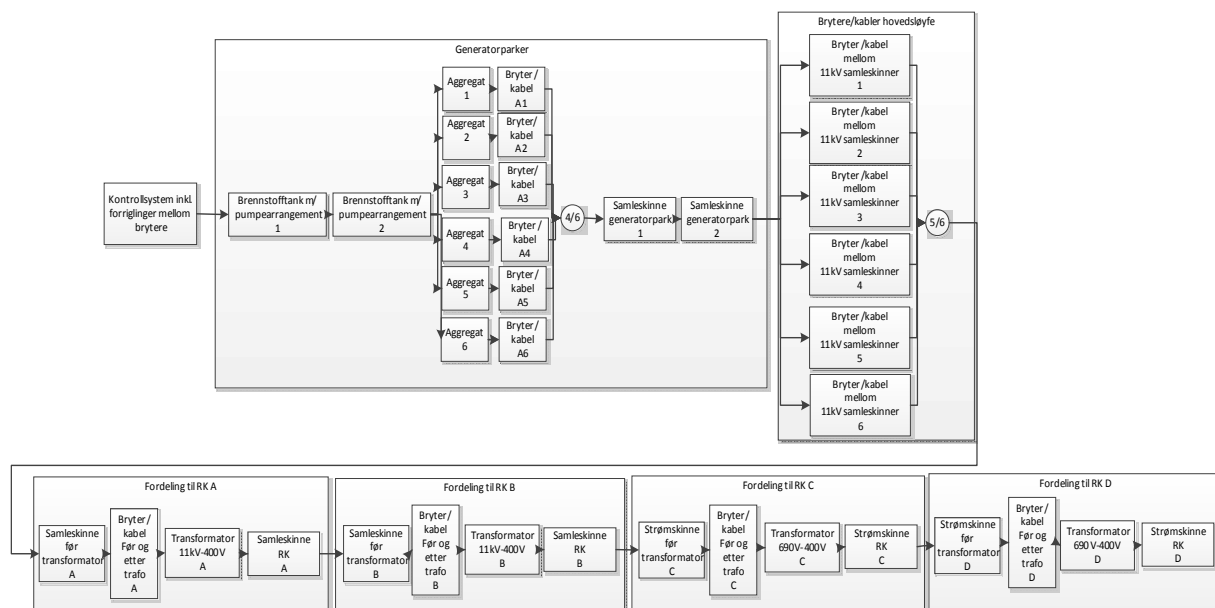 Brytere/kabler hovedsløyfe
Generatorparker
Kontrollsystem inkl.
forriglinger mellom
brytere
Brennstofftank m/
pumpearrangement
1
Brennstofftank m/
pumpearrangement
2
Aggregat
1
Bryter/
kabel
A1
Aggregat
2
Bryter/
kabel
A2
Aggregat
3
Bryter/
kabel
A3
Aggregat
4
Bryter/
kabel
A4
Aggregat
5
Bryter/
kabel
A5
Aggregat
6
Bryter/
kabel
A6
4/6
Samleskinne
generatorpark
1
Samleskinne
generatorpark
2
Bryter/kabel
mellom
11kV samleskinner
1
Bryter/kabel
mellom
11kV samleskinner
2
Bryter/kabel
mellom
11kV samleskinner
3
Bryter/kabel
mellom
11kV samleskinner
4
Bryter/kabel
mellom
11kV samleskinner
5
Bryter/kabel
mellom
11kV samleskinner
6
5/6
Fordeling til RK A
Samleskinne
før
transformator
A
Bryter/
kabel
Før og
etter
trafo
A
Transformator
11kV-400V
A
Samleskinne
RK
A
Fordeling til RK B
Samleskinne
før
transformator
B
Bryter/
kabel
Før og
etter
trafo
B
Transformator
11kV-400V
B
Samleskinne
RK
B
Fordeling til RK C
Strømskinne
før
transformator
C
Bryter/
kabel
Før og
etter
trafo
C
Transformator
690V-400V
C
Strømskinne
RK
C
Fordeling til RK D
Strømskinne
før
transformator
D
Bryter/
kabel
Før og
etter
trafo
D
Transformator
690V-400V
D
Strømskinne
RK
D